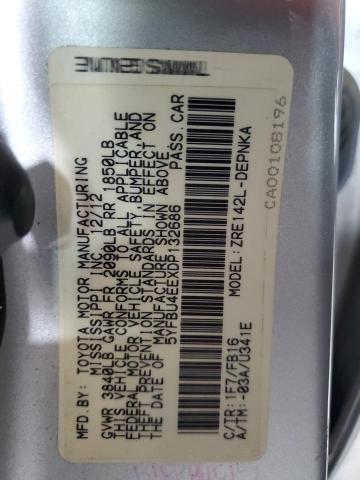 MFD.BY: TOYOTA MOTOR MANUFACTURING
MISSISSIPPI INC. 12/12
GVWR 3840LB GAWR FR 2090LB RR 1850LB
THIS VEHICLE CONFORMS TO ALL APPLICABLE
FEDERAL MOTOR VEHICLE SAFETY, BUMPER, AND
THEFT PREVENTION STANDARDS IN EFFECT ON
THE DATE OF MANUFACTURE SHOWN ABOVE.
5YFBU4EEXDP132686 PASS.CAR
MODEL: ZRE142L-DEPNKA
C/TR: 1F7/FB16
A/TM: -03A/U341E
CA00108196